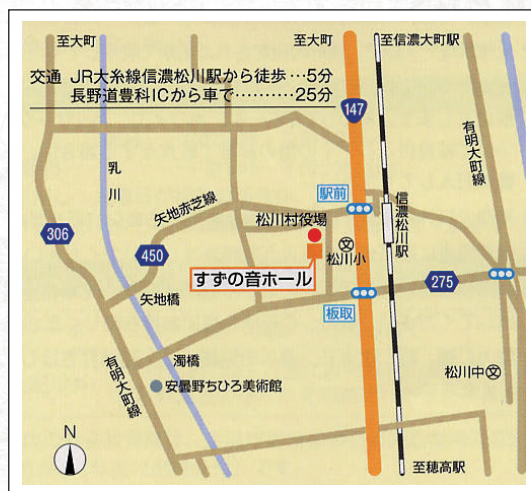 至大町
至大町
至信濃大町駅
交通 JR大糸線信濃松川駅から徒歩…5分
長野道豊科ICから車で………25分
147
有明大町線
乳川
駅前
信濃松川駅
矢地赤芝線
松川村役場
306
450
文
松川小
すずの音ホール
275
矢地橋
板取
有明大町線
濁橋
安曇野ちひろ美術館
松川中
文
N
至穂高駅